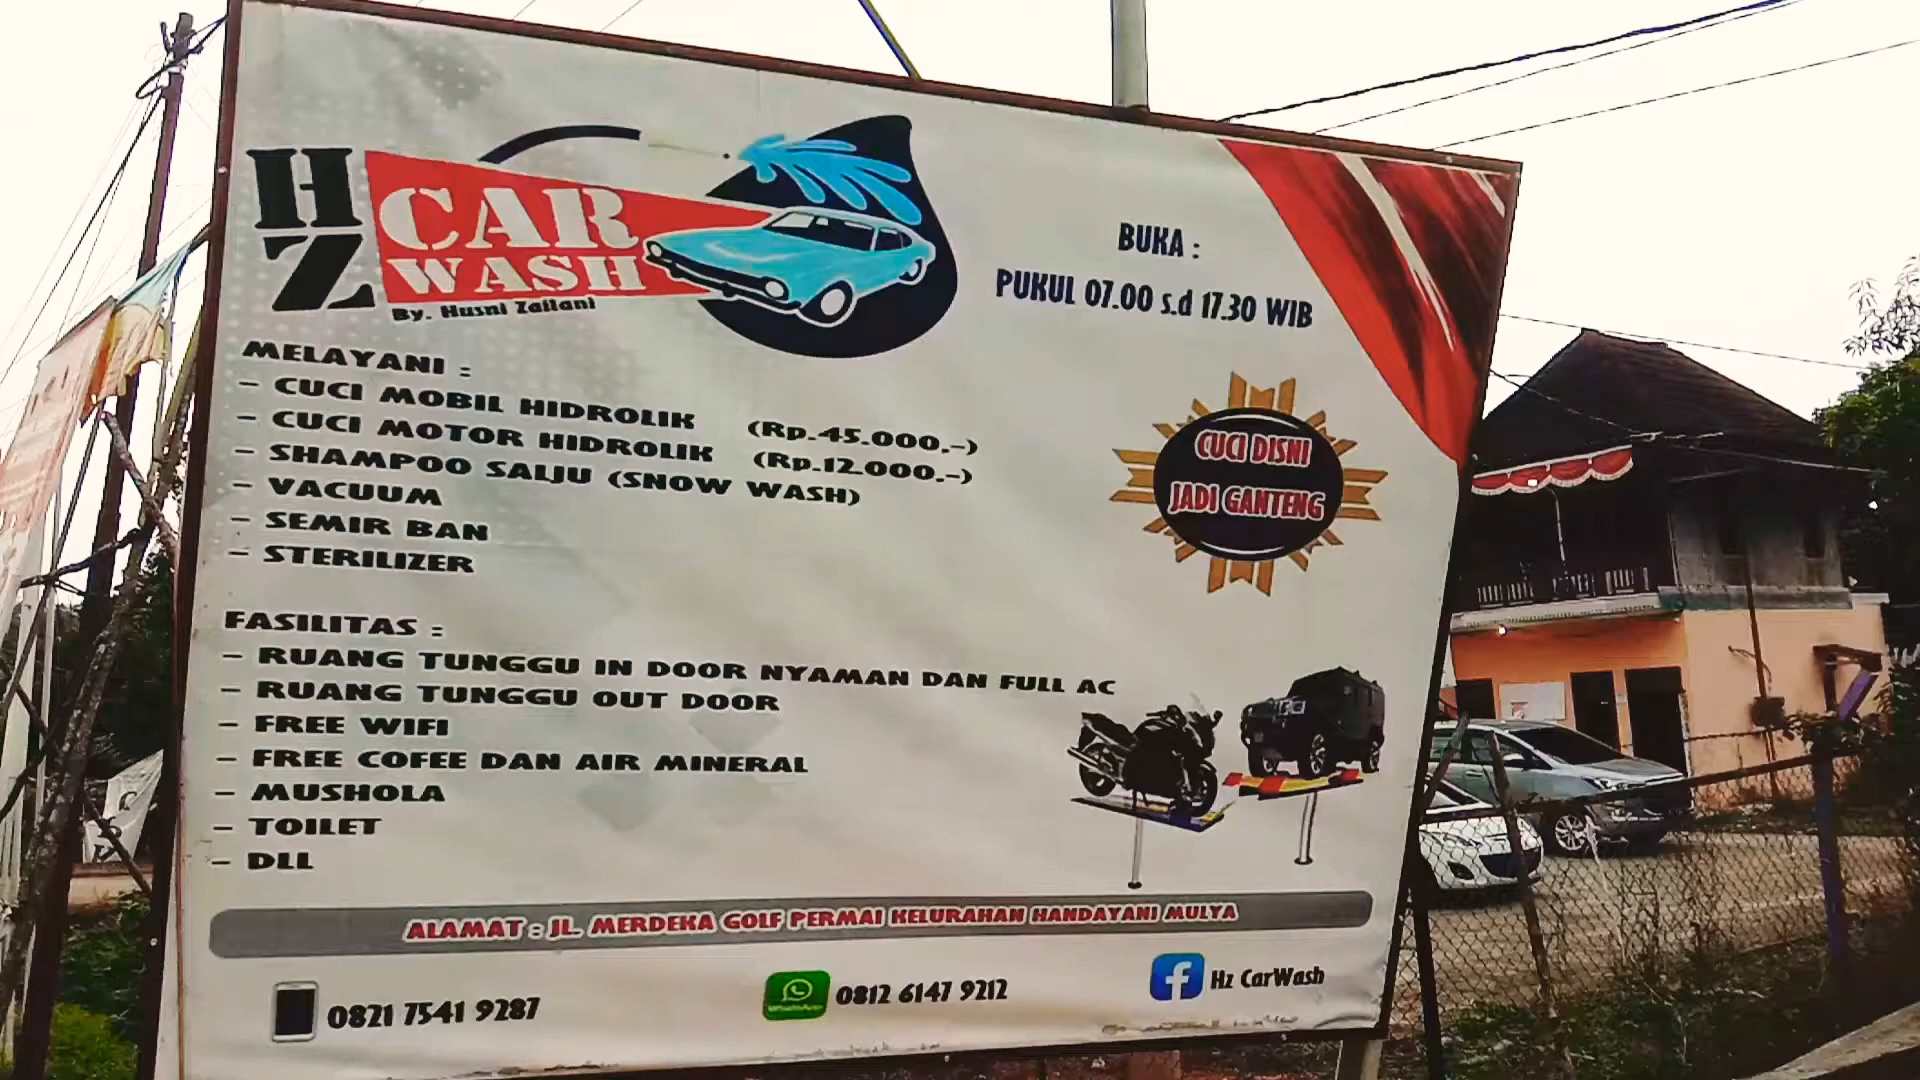 HZ CAR WASH
By. Husni Zailani
BUKA :
PUKUL 07.00 s.d 17.30 WIB
MELAYANI :
- CUCI MOBIL HIDROLIK (Rp.45.000,-)
- CUCI MOTOR HIDROLIK (Rp.12.000,-)
- SHAMPOO SALJU (SNOW WASH)
- VACUUM
- SEMIR BAN
- STERILIZER
CUCI DISNI
JADI GANTENG
FASILITAS :
- RUANG TUNGGU IN DOOR NYAMAN DAN FULL AC
- RUANG TUNGGU OUT DOOR
- FREE WIFI
- FREE COFEE DAN AIR MINERAL
- MUSHOLA
- TOILET
- DLL
ALAMAT : JL. MERDEKA GOLF PERMAI KELURAHAN HANDAYANI MULYA
0821 7541 9287
WhatsApp 0812 6147 9212
Hz CarWash